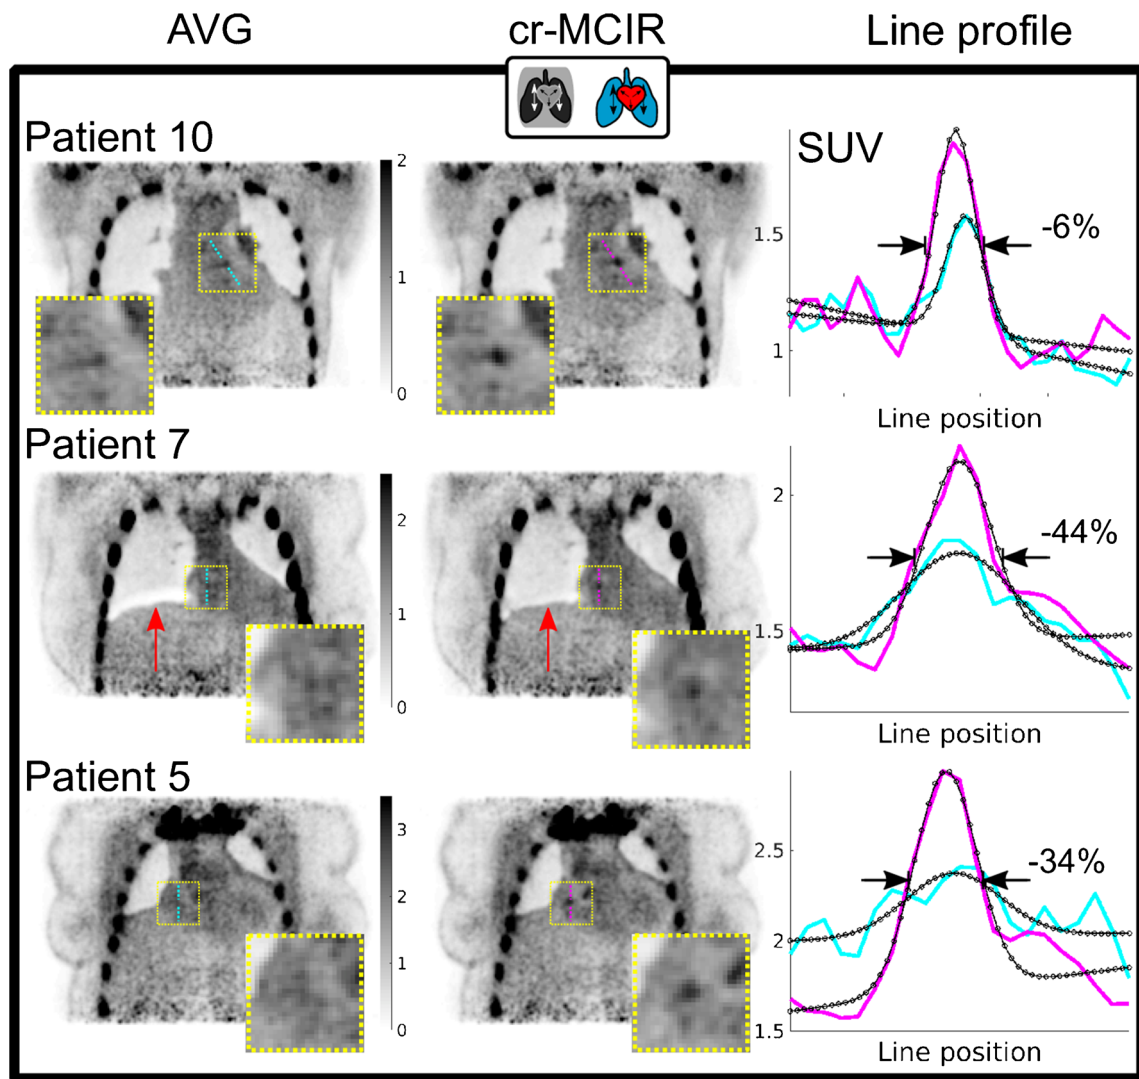 AVG cr-MCIR Line profile
Patient 10
2
1
0
SUV
1.5
1
-6%
Line position
Patient 7
2
1
0
2
1.5
-44%
Line position
Patient 5
3
2
1
0
2.5
2
1.5
-34%
Line position